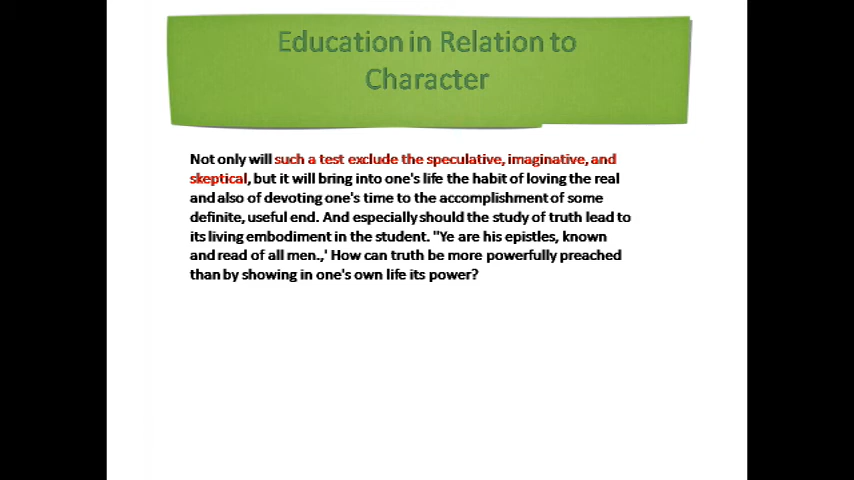 Education in Relation to
Character
Not only will such a test exclude the speculative, imaginative, and
skeptical, but it will bring into one's life the habit of loving the real
and also of devoting one's time to the accomplishment of some
definite, useful end. And especially should the study of truth lead to
its living embodiment in the student. "Ye are his epistles, known
and read of all men.,' How can truth be more powerfully preached
than by showing in one's own life its power?